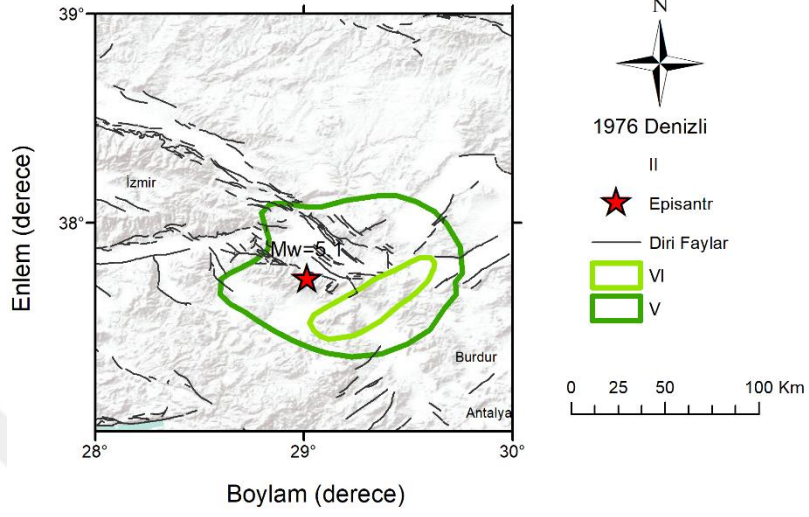 39°
Enlem (derece)
İzmir
38°
Mw=5,1
Burdur
Antalya
28°
29°
30°
Boylam (derece)
N
1976 Denizli
II
Episantr
Diri Faylar
VI
V
0 25 50 100 Km